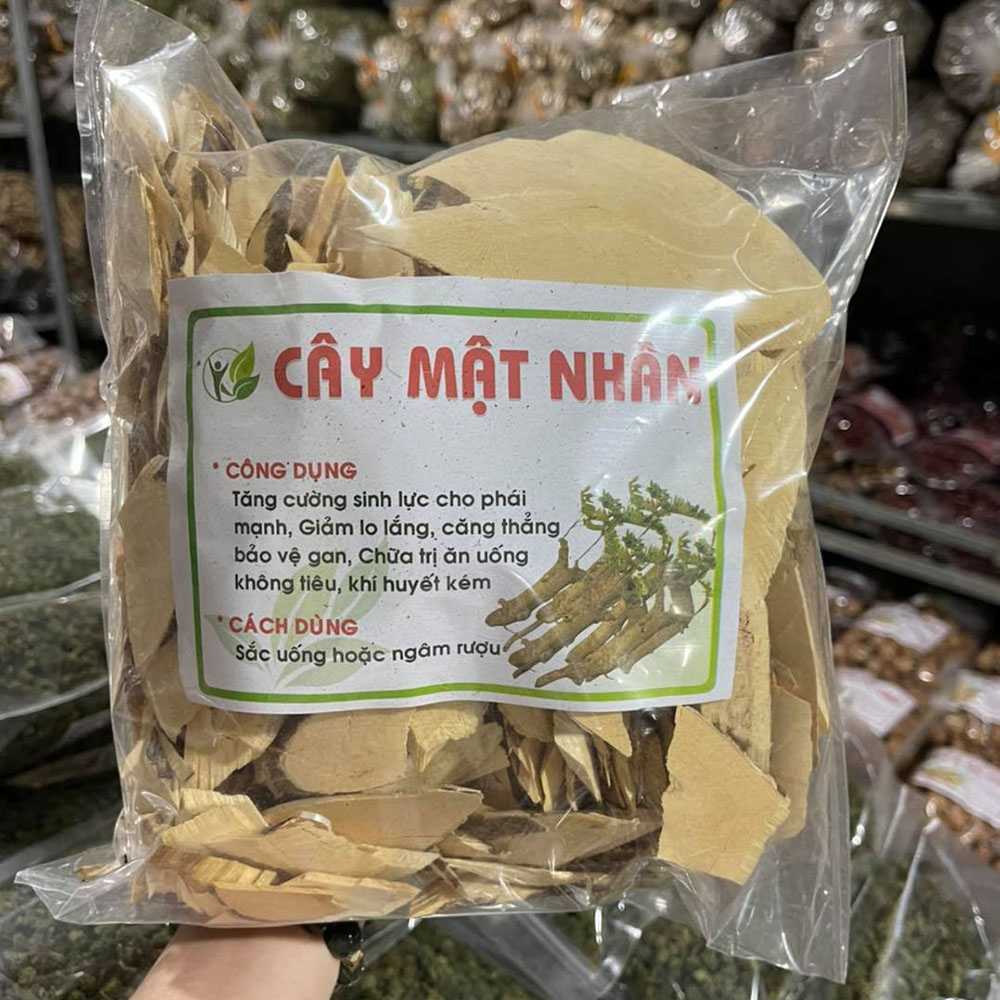 CÂY MẬT NHÂN
• CÔNG DỤNG
Tăng cường sinh lực cho phái
mạnh, Giảm lo lắng, căng thẳng
bảo vệ gan, Chữa trị ăn uống
không tiêu, khí huyết kém
• CÁCH DÙNG
Sắc uống hoặc ngâm rượu